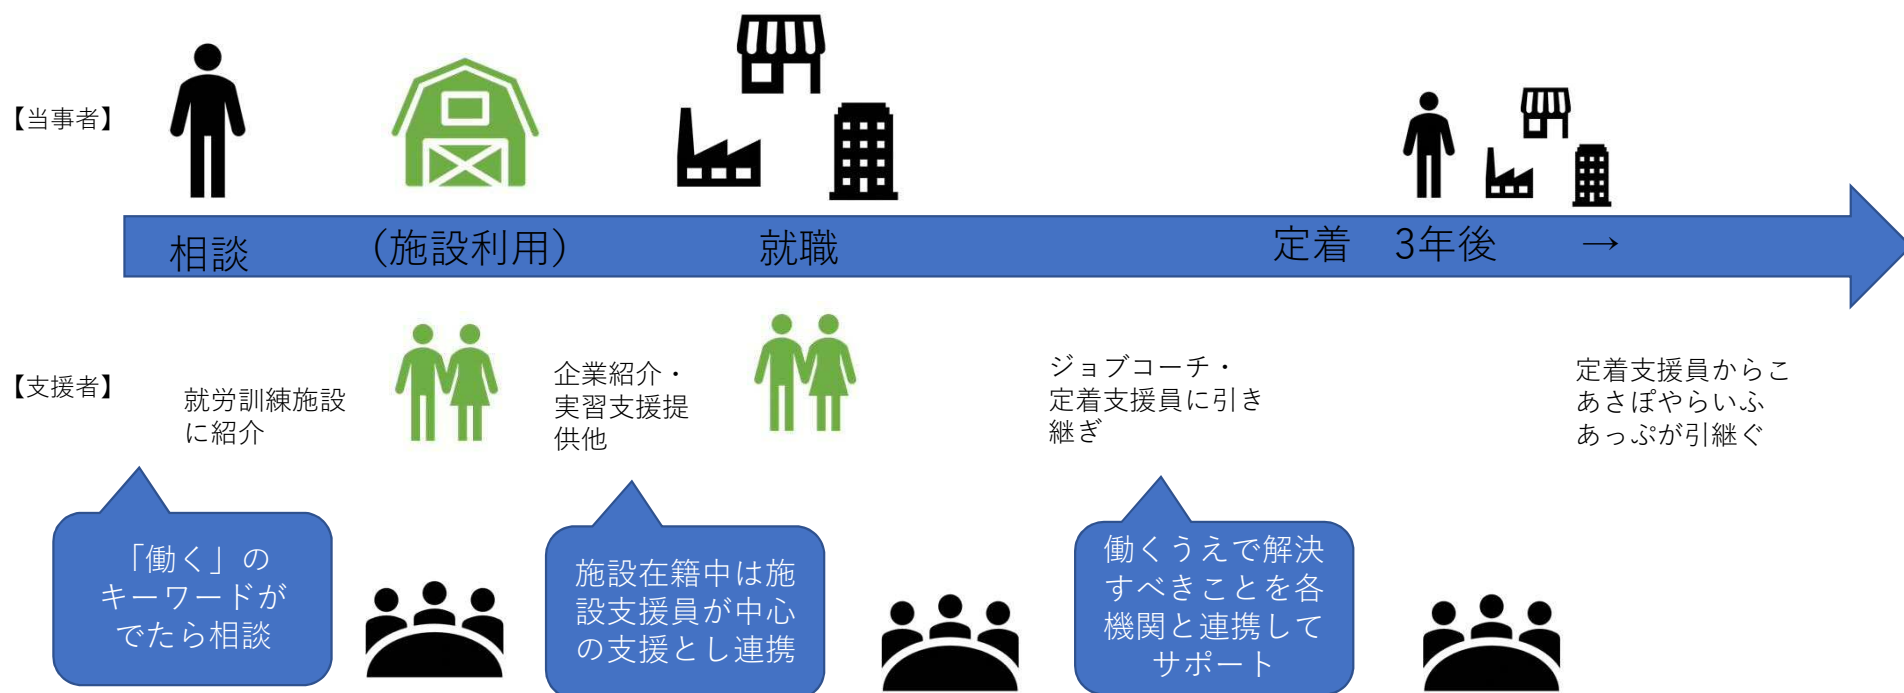 【当事者】
相談
(施設利用)
就職
定着
3年後
→
【支援者】
就労訓練施設
に紹介
企業紹介・
実習支援提
供他
ジョブコーチ・
定着支援員に引き
継ぎ
定着支援員からこ
あさぽやらいふ
あっぷが引継ぐ
「働く」の
キーワードが
でたら相談
施設在籍中は施
設支援員が中心
の支援とし連携
働くうえで解決
すべきことを各
機関と連携して
サポート